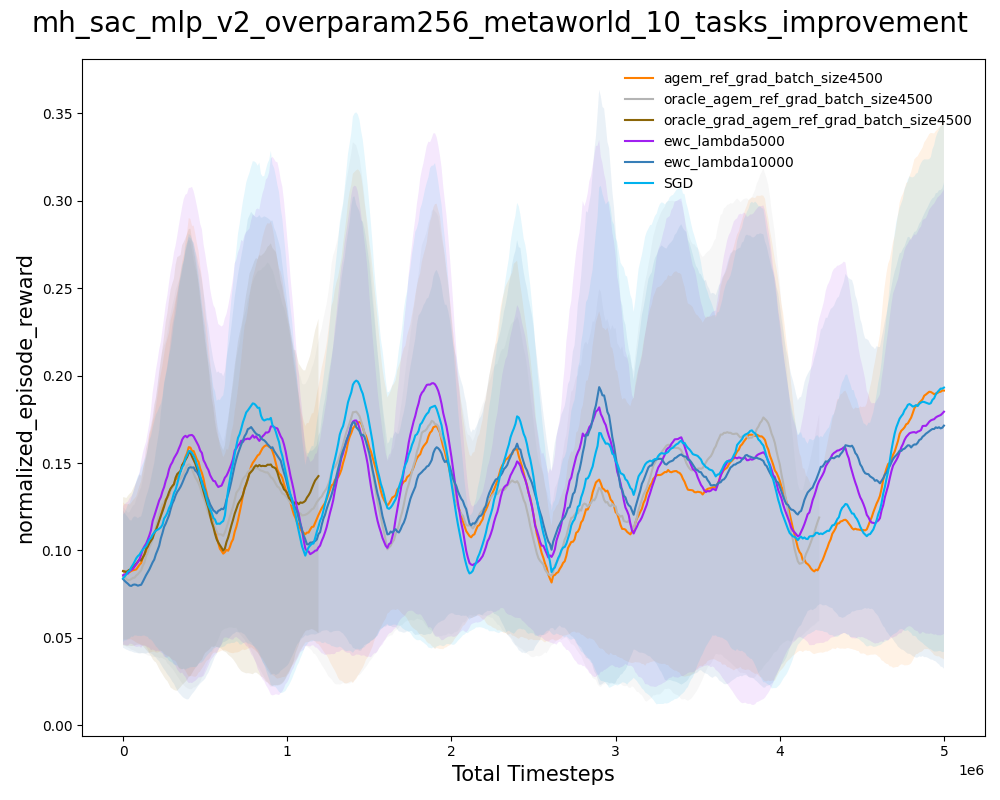 mh_sac_mlp_v2_overparam256_metaworld_10_tasks_improvement
agem_ref_grad_batch_size4500
oracle_agem_ref_grad_batch_size4500
oracle_grad_agem_ref_grad_batch_size4500
ewc_lambda5000
ewc_lambda10000
SGD
normalized_episode_reward
0.35
0.30
0.25
0.20
0.15
0.10
0.05
0.00
0 1 2 3 4 5
1e6
Total Timesteps